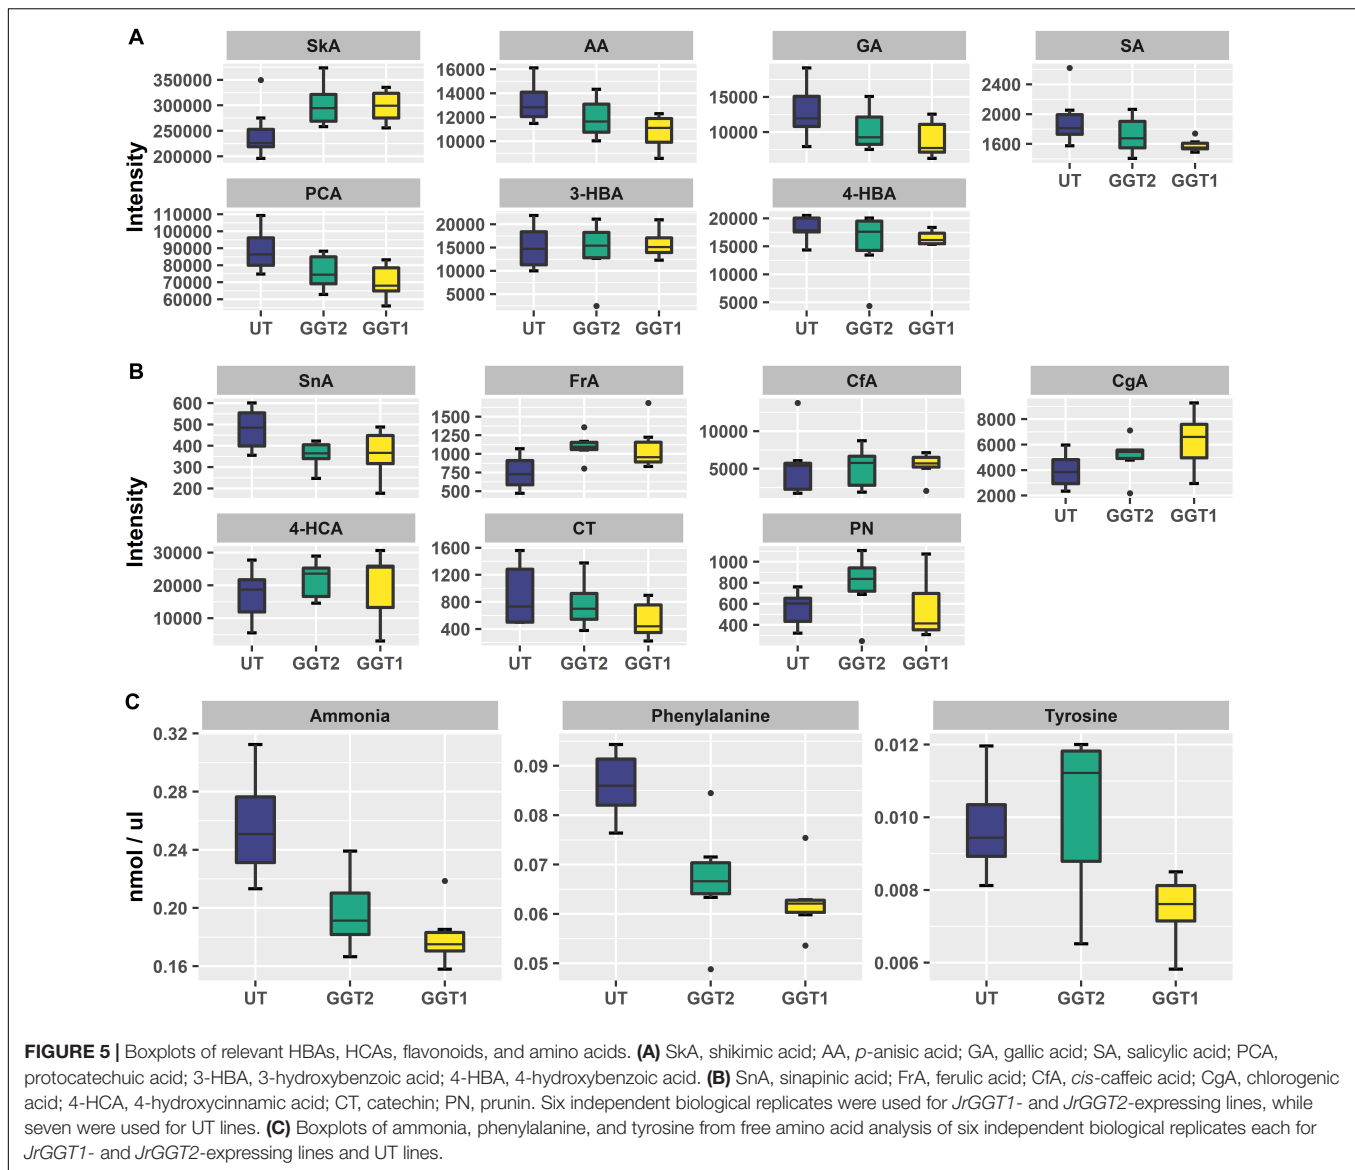 A
SkA
AA
GA
SA
350000
300000
250000
200000
16000
14000
12000
10000
15000
10000
2400
2000
1600
UT GGT2 GGT1
Intensity
PCA
3-HBA
4-HBA
110000
100000
90000
80000
70000
60000
20000
15000
10000
5000
20000
15000
10000
5000
UT GGT2 GGT1
UT GGT2 GGT1
UT GGT2 GGT1
B
SnA
FrA
CfA
CgA
600
500
400
300
200
1500
1250
1000
750
500
10000
5000
8000
6000
4000
2000
UT GGT2 GGT1
Intensity
4-HCA
CT
PN
30000
20000
10000
1600
1200
800
400
1000
800
600
400
UT GGT2 GGT1
UT GGT2 GGT1
UT GGT2 GGT1
C
Ammonia
Phenylalanine
Tyrosine
nmol / ul
0.32
0.28
0.24
0.20
0.16
0.09
0.08
0.07
0.06
0.05
0.012
0.010
0.008
0.006
UT GGT2 GGT1
UT GGT2 GGT1
UT GGT2 GGT1
FIGURE 5 | Boxplots of relevant HBAs, HCAs, flavonoids, and amino acids. (A) SkA, shikimic acid; AA, p-anisic acid; GA, gallic acid; SA, salicylic acid; PCA,
protocatechuic acid; 3-HBA, 3-hydroxybenzoic acid; 4-HBA, 4-hydroxybenzoic acid. (B) SnA, sinapinic acid; FrA, ferulic acid; CfA, cis-caffeic acid; CgA, chlorogenic
acid; 4-HCA, 4-hydroxycinnamic acid; CT, catechin; PN, prunin. Six independent biological replicates were used for JrGGT1- and JrGGT2-expressing lines, while
seven were used for UT lines. (C) Boxplots of ammonia, phenylalanine, and tyrosine from free amino acid analysis of six independent biological replicates each for
JrGGT1- and JrGGT2-expressing lines and UT lines.